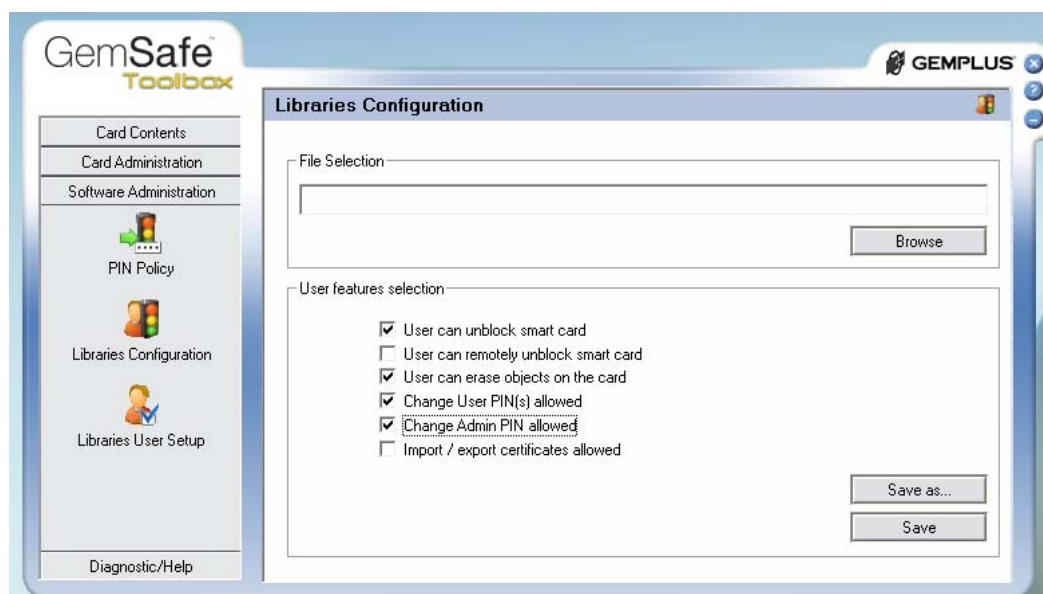 GemSafe
Toolbox
GEMPLUS
Libraries Configuration
Card Contents
Card Administration
Software Administration
PIN Policy
Libraries Configuration
Libraries User Setup
Diagnostic/Help
File Selection
Browse
User features selection
User can unblock smart card
User can remotely unblock smart card
User can erase objects on the card
Change User PIN(s) allowed
Change Admin PIN allowed
Import / export certificates allowed
Save as...
Save